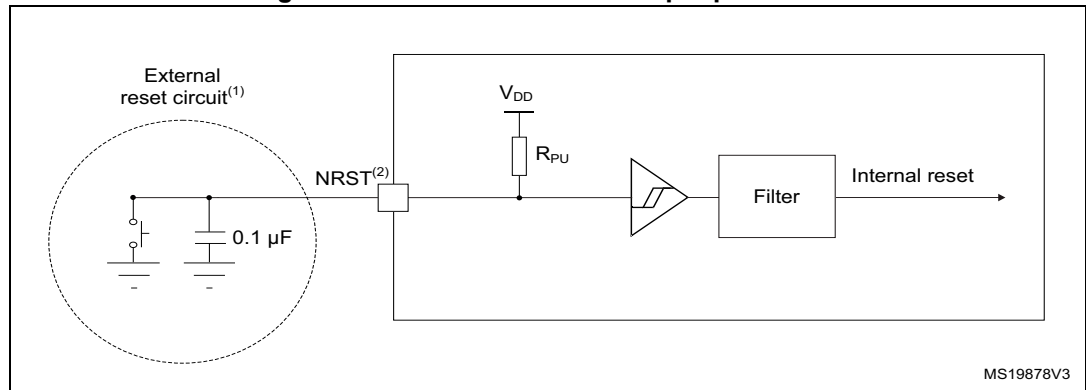 External
reset circuit(1)
VDD
RPU
NRST(2)
Filter
Internal reset
0.1 µF
MS19878V3